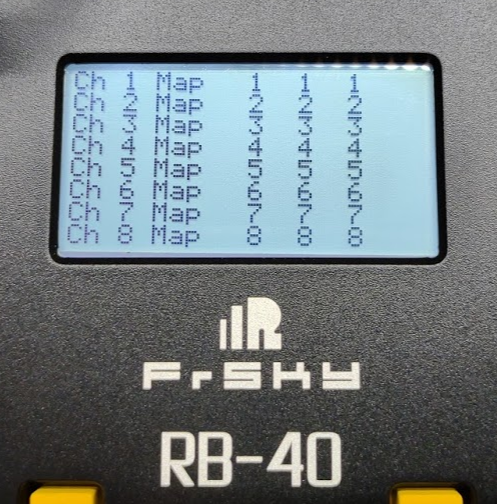 Ch 1 Map 1 1 1
Ch 2 Map 2 2 2
Ch 3 Map 3 3 3
Ch 4 Map 4 4 4
Ch 5 Map 5 5 5
Ch 6 Map 6 6 6
Ch 7 Map 7 7 7
Ch 8 Map 8 8 8
FrSky
RB-40